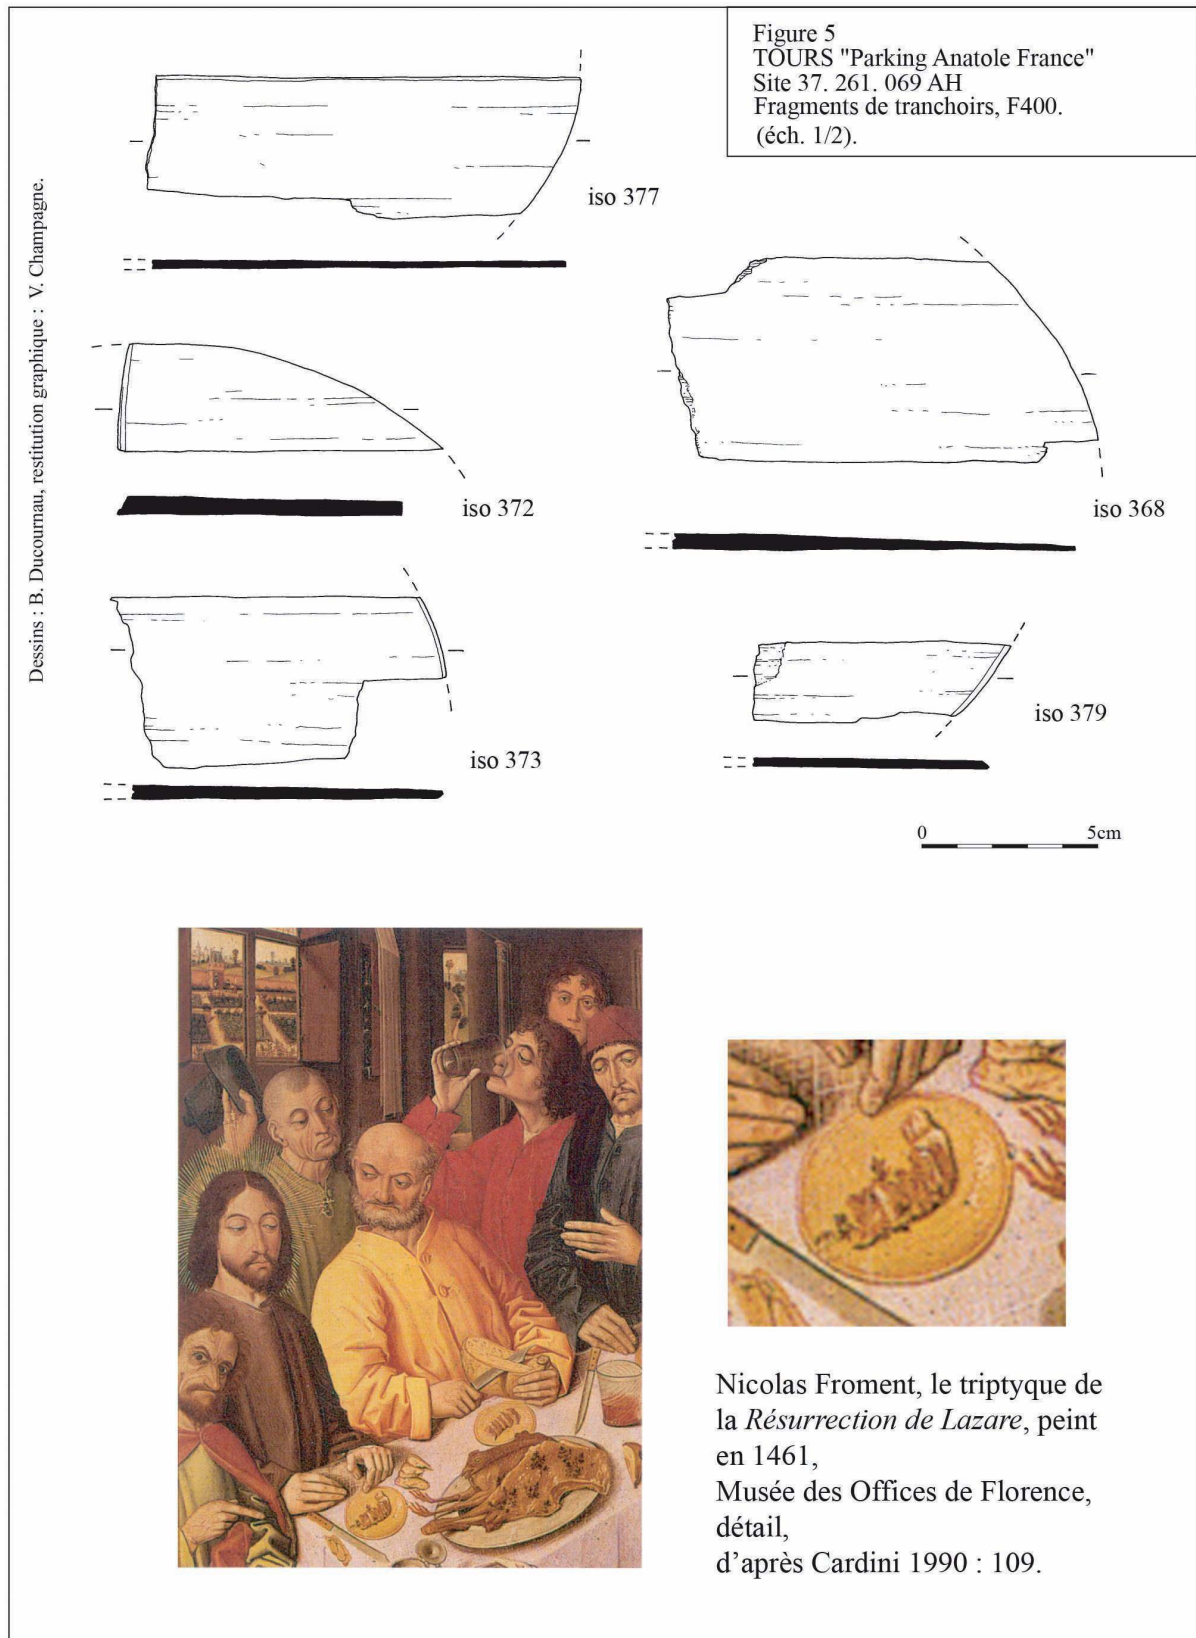 Figure 5
TOURS "Parking Anatole France"
Site 37. 261. 069 AH
Fragments de tranchoirs, F400.
(éch. 1/2).
Dessins : B. Ducournau, restitution graphique : V. Champagne.
iso 377
iso 372
iso 368
iso 373
iso 379
0 5cm
Nicolas Froment, le triptyque de
la Résurrection de Lazare, peint
en 1461,
Musée des Offices de Florence,
détail,
d’après Cardini 1990 : 109.